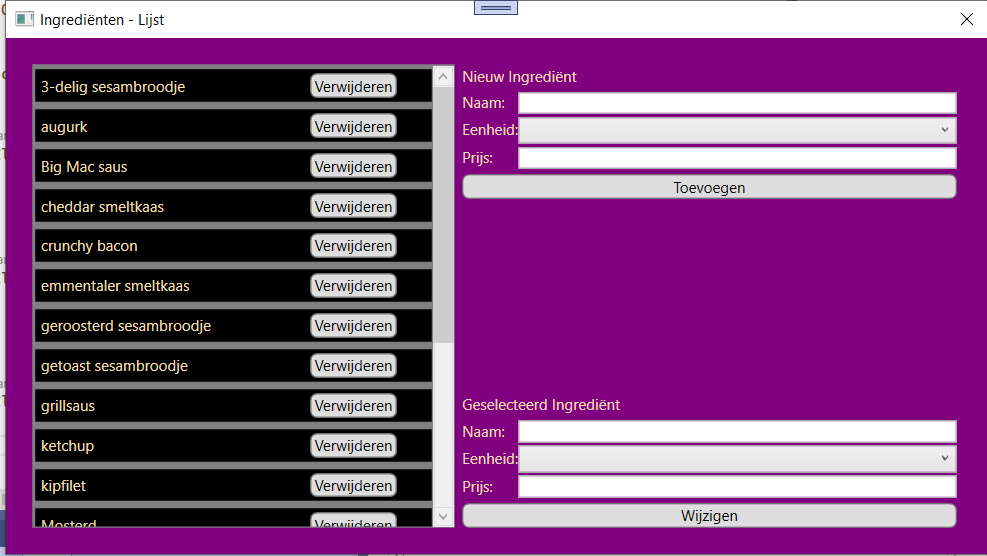 Ingrediënten - Lijst
3-delig sesambroodje Verwijderen
augurk Verwijderen
Big Mac saus Verwijderen
cheddar smeltkaas Verwijderen
crunchy bacon Verwijderen
emmentaler smeltkaas Verwijderen
geroosterd sesambroodje Verwijderen
getoast sesambroodje Verwijderen
grillsaus Verwijderen
ketchup Verwijderen
kipfilet Verwijderen
Mosterd Verwijderen
Nieuw Ingrediënt
Naam:
Eenheid:
Prijs:
Toevoegen
Geselecteerd Ingrediënt
Naam:
Eenheid:
Prijs:
Wijzigen